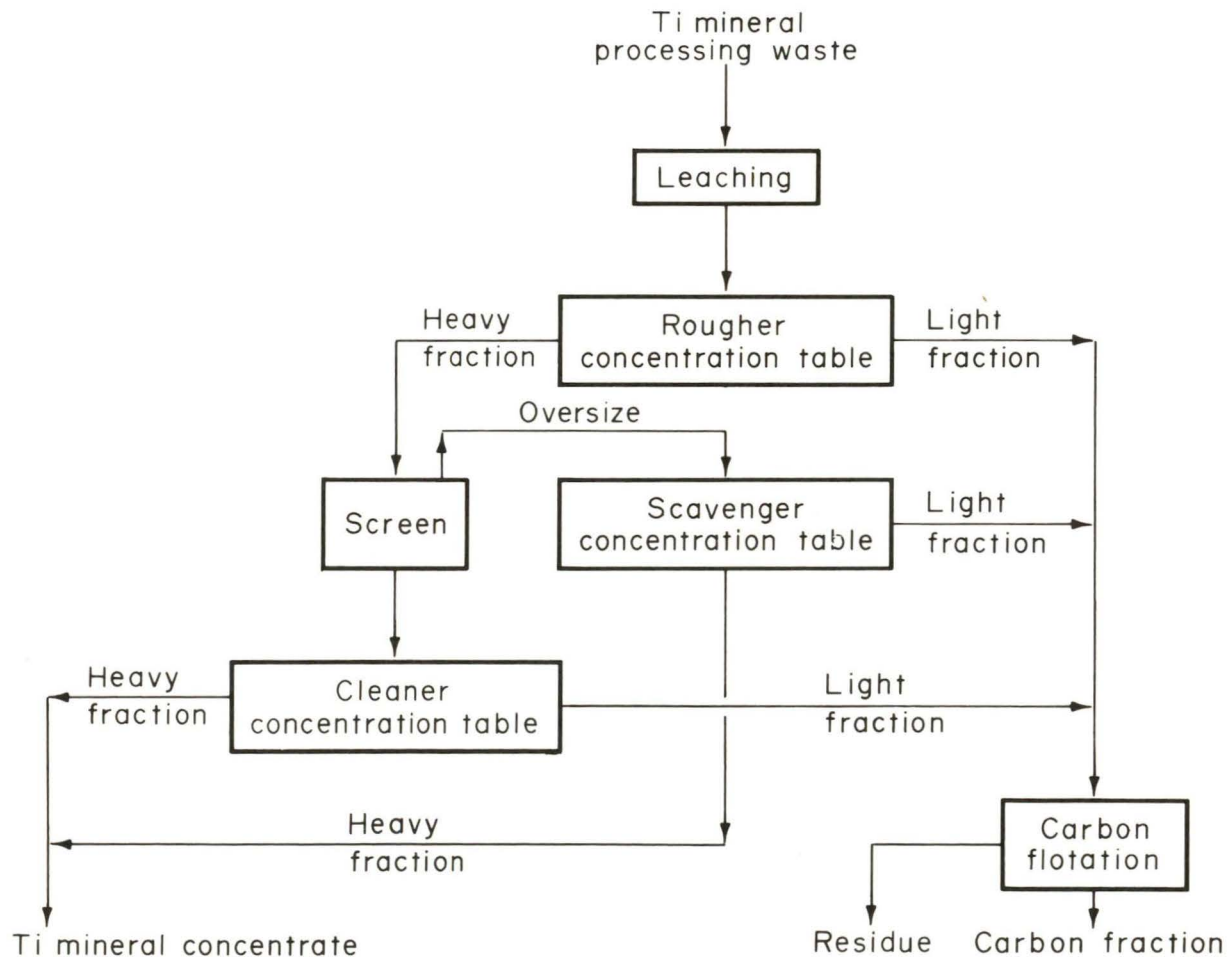 Ti mineral
processing waste
Leaching
Heavy
fraction
Rougher
concentration table
Light
fraction
Oversize
Screen
Scavenger
concentration table
Light
fraction
Heavy
fraction
Cleaner
concentration table
Light
fraction
Heavy
fraction
Carbon
flotation
Ti mineral concentrate
Residue
Carbon fraction